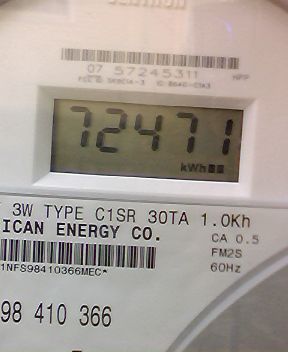 07 57245311
72471
kWh
3W TYPE C1SR 30TA 1.0Kh
ICAN ENERGY CO.
CA 0.5
FM2S
1NFS98410366MEC*
60Hz
98 410 366